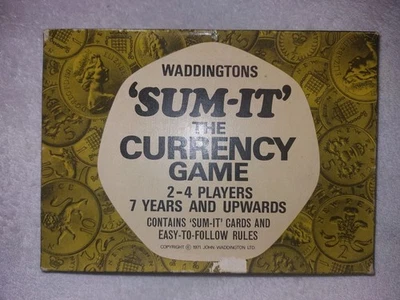 WADDINGTONS
'SUM-IT'
THE
CURRENCY
GAME
2-4 PLAYERS
7 YEARS AND UPWARDS
CONTAINS 'SUM-IT' CARDS AND
EASY-TO-FOLLOW RULES
COPYRIGHT © 1971 JOHN WADDINGTON LTD.